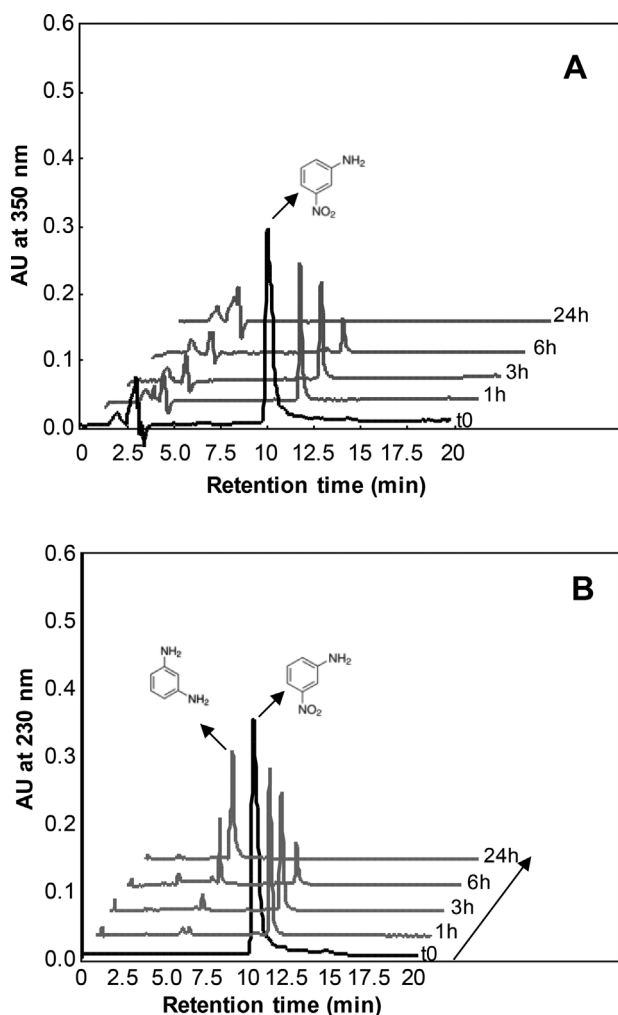 0.6
A
0.5
AU at 350 nm
0.4
NH2
NO2
0.3
0.2
24h
6h
0.1
3h
1h
0.0
t0
0 2.5 5.0 7.5 10 12.5 15 17.5 20
Retention time (min)
0.6
B
0.5
AU at 230 nm
NH2
NH2
NH2
NO2
0.4
0.3
0.2
24h
6h
0.1
3h
1h
0.0
t0
0 2.5 5.0 7.5 10 12.5 15 17.5 20
Retention time (min)